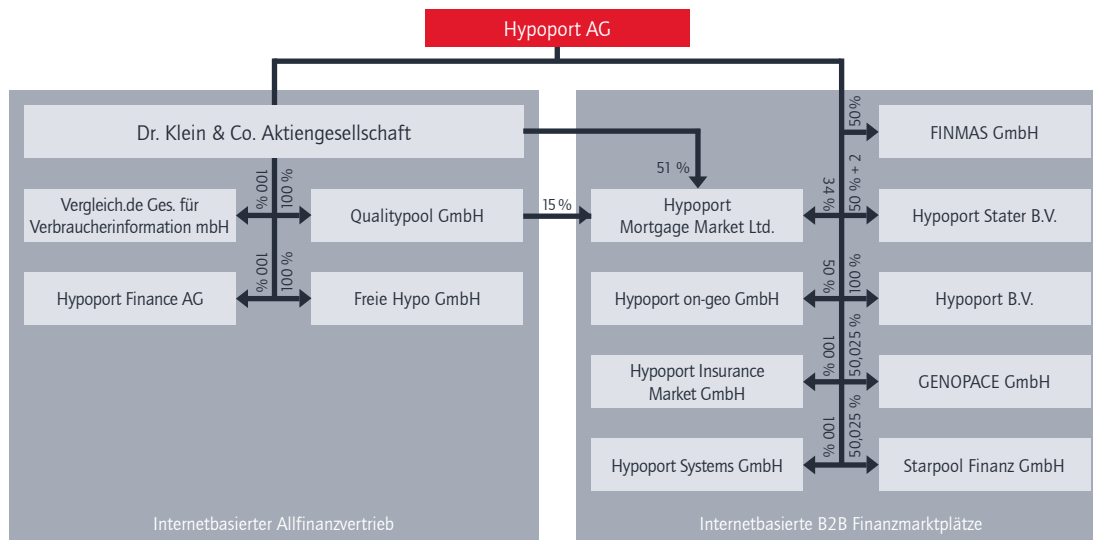 Hypoport AG
Dr. Klein & Co. Aktiengesellschaft
100 %
100 %
Vergleich.de Ges. für
Verbraucherinformation mbH
Qualitypool GmbH
100 %
100 %
Hypoport Finance AG
Freie Hypo GmbH
Internetbasierter Allfinanzvertrieb
51 %
15 %
50 %
FINMAS GmbH
34 %
50 % + 2
Hypoport
Mortgage Market Ltd.
Hypoport Stater B.V.
50 %
100 %
Hypoport on-geo GmbH
Hypoport B.V.
100 %
50,025 %
Hypoport Insurance
Market GmbH
GENOPACE GmbH
100 %
50,025 %
Hypoport Systems GmbH
Starpool Finanz GmbH
Internetbasierte B2B Finanzmarktplätze